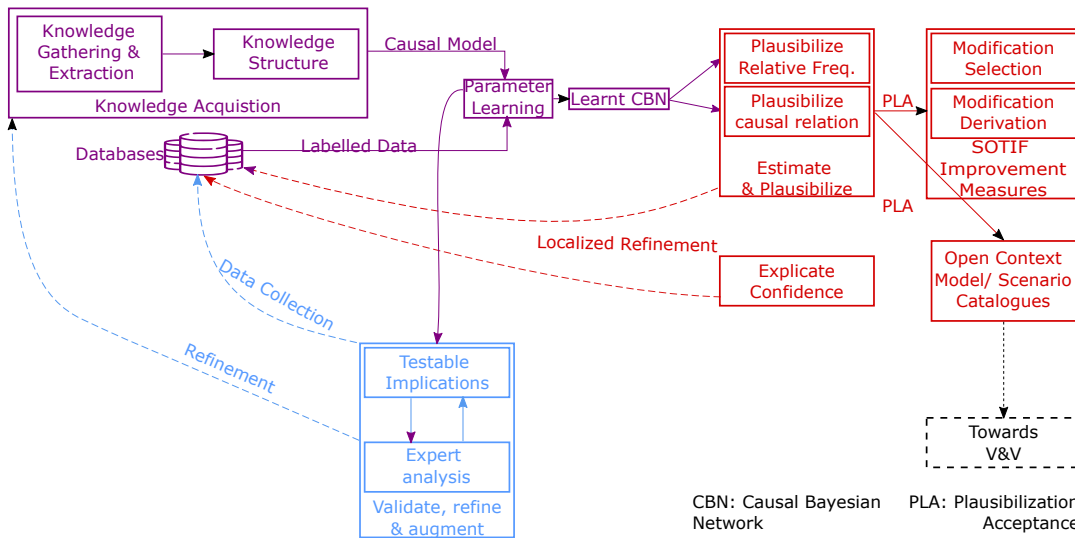 Knowledge
Gathering &
Extraction
Knowledge
Structure
Knowledge Acquistion
Causal Model
Parameter
Learning
Learnt CBN
Plausibilize
Relative Freq.
Plausibilize
causal relation
Estimate
& Plausibilize
PLA
Modification
Selection
Modification
Derivation
SOTIF
Improvement
Measures
PLA
Databases
Labelled Data
Localized Refinement
Explicate
Confidence
Open Context
Model/ Scenario
Catalogues
Data Collection
Refinement
Testable
Implications
Expert
analysis
Validate, refine
& augment
Towards
V&V
CBN: Causal Bayesian
Network
PLA: Plausibilization
Acceptance